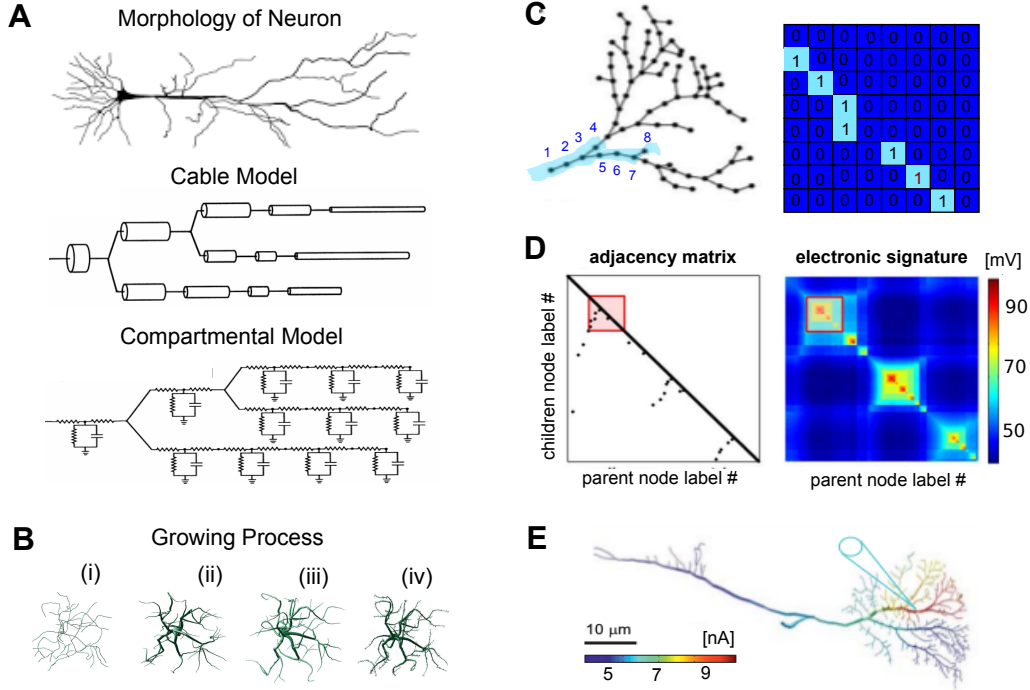 A
Morphology of Neuron
Cable Model
Compartmental Model
B
Growing Process
(i)
(ii)
(iii)
(iv)
C
1
2
3
4
5
6
7
8
0 0 0 0 0 0 0 0
1 0 0 0 0 0 0 0
0 1 0 0 0 0 0 0
0 0 1 0 0 0 0 0
0 0 1 0 0 0 0 0
0 0 0 0 1 0 0 0
0 0 0 0 0 1 0 0
0 0 0 0 0 0 1 0
D
adjacency matrix
children node label #
parent node label #
electronic signature
parent node label #
[mV]
90
70
50
E
10 μm
[nA]
5 7 9